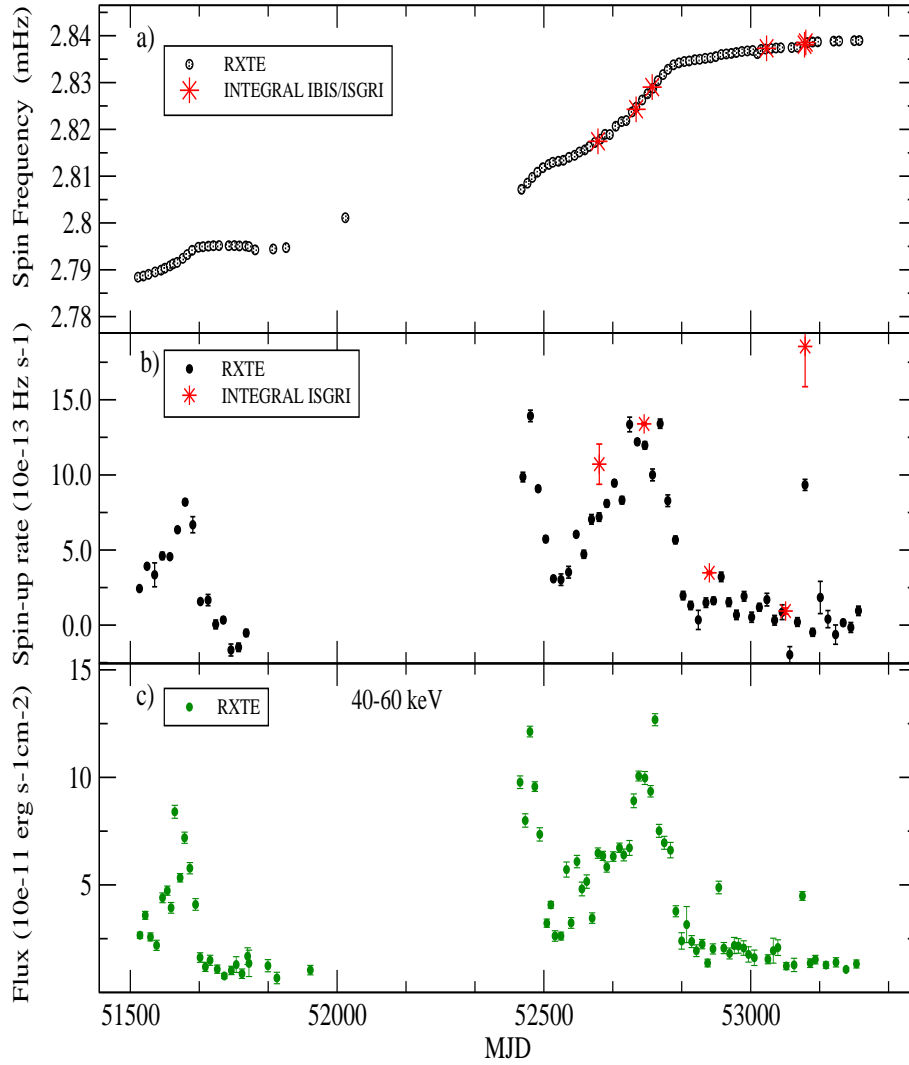 a)
RXTE
INTEGRAL IBIS/ISGRI
Spin Frequency (mHz)
2.84
2.83
2.82
2.81
2.8
2.79
2.78
b)
RXTE
INTEGRAL ISGRI
Spin-up rate (10e-13 Hz s-1)
15.0
10.0
5.0
0.0
c)
RXTE
40-60 keV
Flux (10e-11 erg s-1cm-2)
15
10
5
51500 52000 52500 53000
MJD